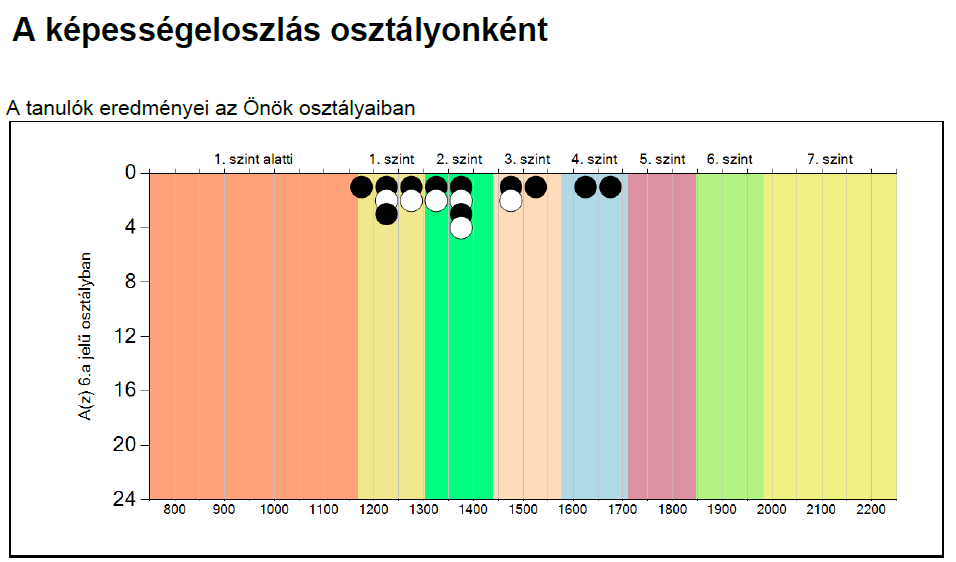 A képességeloszlás osztályonként
A tanulók eredményei az Önök osztályaiban
1. szint alatti 1. szint 2. szint 3. szint 4. szint 5. szint 6. szint 7. szint
0
4
8
12
16
20
24
A(z) 6.a jelű osztályban
800 900 1000 1100 1200 1300 1400 1500 1600 1700 1800 1900 2000 2100 2200